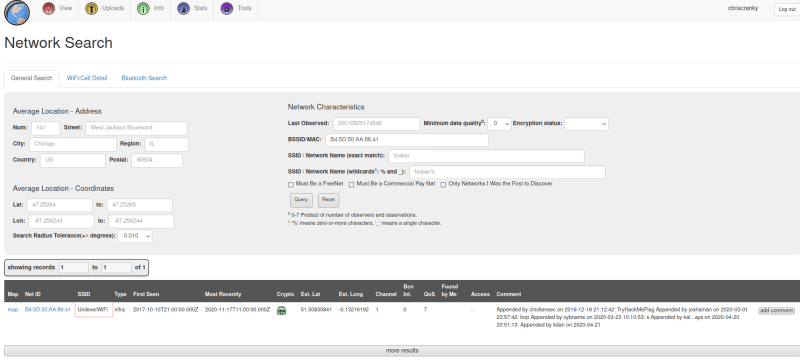 View Uploads Info Stats Tools chriscranky Log out
Network Search
General Search WiFi/Cell Detail Bluetooth Search
Average Location - Address
Num: 141 Street: West Jackson Boulevard
City: Chicago Region: IL
Country: US Postal: 60604
Average Location - Coordinates
Lat: 47.25264 to: 47.25265
Lon: -87.256243 to: -87.256244
Search Radius Tolerance(+/- degrees): 0.010
Network Characteristics
Last Observed: 20010925174546 Minimum data quality: 0 Encryption status:
BSSID/MAC: B4:5D:50:AA:86:41
SSID / Network Name (exact match): foobar
SSID / Network Name (wildcards: % and _): foobar%
Must Be a FreeNet Must Be a Commercial Pay Net Only Networks I Was the First to Discover
Query Reset
0-7 Product of number of observers and observations.
'%' means zero-or-more characters, '_' means a single character.
showing records 1 to 1 of 1
Map Net ID SSID Type First Seen Most Recently Crypto Est. Lat Est. Long Channel Bcn Int. QoS Found by Me Access Comment
map B4:5D:50:AA:86:41 UnileverWiFi infra 2017-10-10T21:00:00.000Z 2020-11-17T11:00:00.000Z 51.50830841 -0.13216192 1 0 7 - Appended by chickensec on 2019-12-18 21:12:42: TryHackMeFlag Appended by joohaman on 2020-03-01
23:57:42: bop Appended by cybname on 2020-03-23 10:10:53: s Appended by on 2020-04-20
20:51:13: Appended by kdan on 2020-04-21
add comment
more results